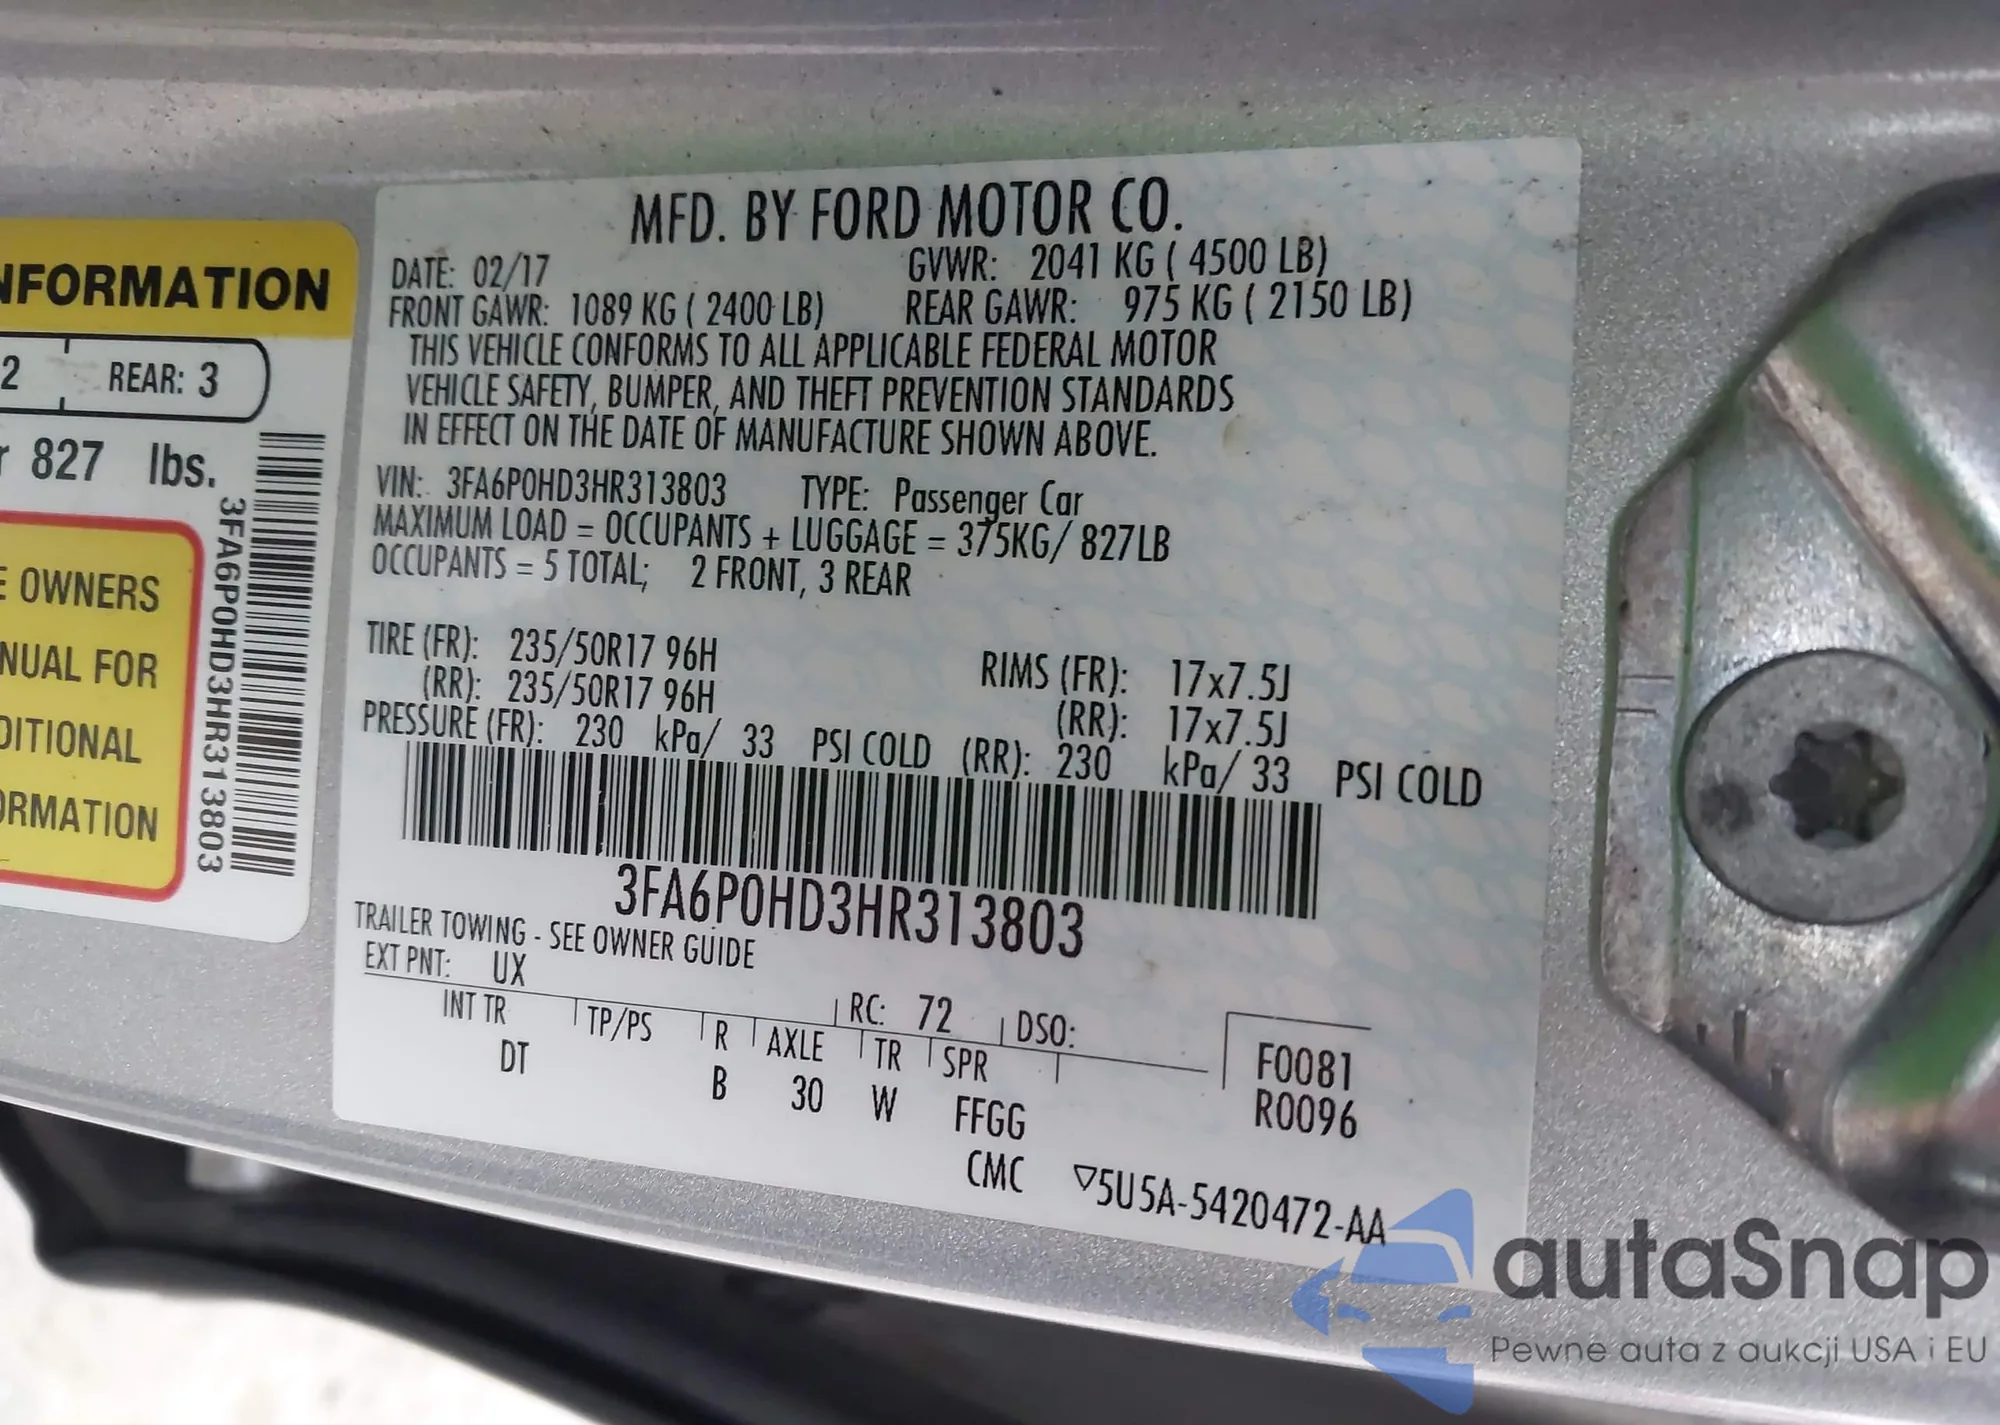 NFORMATION
2 REAR: 3
827 lbs.
OWNERS
FOR
3FA6P0HD3HR313803
MFD. BY FORD MOTOR CO.
DATE: 02/17 GVWR: 2041 KG ( 4500 LB)
FRONT GAWR: 1089 KG ( 2400 LB) REAR GAWR: 975 KG ( 2150 LB)
THIS VEHICLE CONFORMS TO ALL APPLICABLE FEDERAL MOTOR
VEHICLE SAFETY, BUMPER, AND THEFT PREVENTION STANDARDS
IN EFFECT ON THE DATE OF MANUFACTURE SHOWN ABOVE.
VIN: 3FA6P0HD3HR313803 TYPE: Passenger Car
MAXIMUM LOAD = OCCUPANTS + LUGGAGE = 375KG/ 827LB
OCCUPANTS = 5 TOTAL; 2 FRONT, 3 REAR
TIRE (FR): 235/50R17 96H RIMS (FR): 17x7.5J
(RR): 235/50R17 96H (RR): 17x7.5J
PRESSURE (FR): 230 kPa/ 33 PSI COLD (RR): 230 kPa/ 33 PSI COLD
3FA6P0HD3HR313803
TRAILER TOWING - SEE OWNER GUIDE
EXT PNT: UX RC: 72 DSO:
INT TR TP/PS R AXLE TR SPR F0081
DT B 30 W FFGG R0096
CMC ▽5U5A-5420472-AA
autaSnap
Pewne auta z aukcji USA i EU